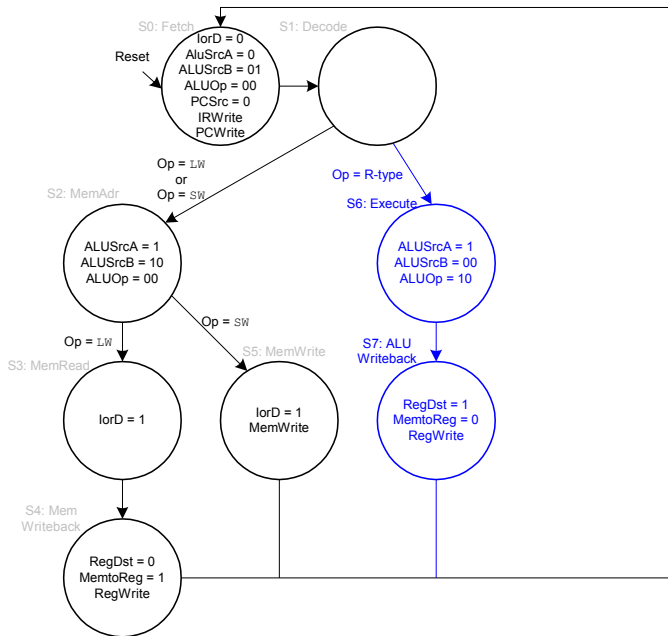 S0: Fetch
S1: Decode
Reset
IorD = 0
AluSrcA = 0
ALUSrcB = 01
ALUOp = 00
PCSrc = 0
IRWrite
PCWrite
Op = LW
or
Op = SW
Op = R-type
S2: MemAdr
S6: Execute
ALUSrcA = 1
ALUSrcB = 10
ALUOp = 00
ALUSrcA = 1
ALUSrcB = 00
ALUOp = 10
Op = LW
Op = SW
S3: MemRead
S5: MemWrite
S7: ALU
Writeback
IorD = 1
IorD = 1
MemWrite
RegDst = 1
MemtoReg = 0
RegWrite
S4: Mem
Writeback
RegDst = 0
MemtoReg = 1
RegWrite